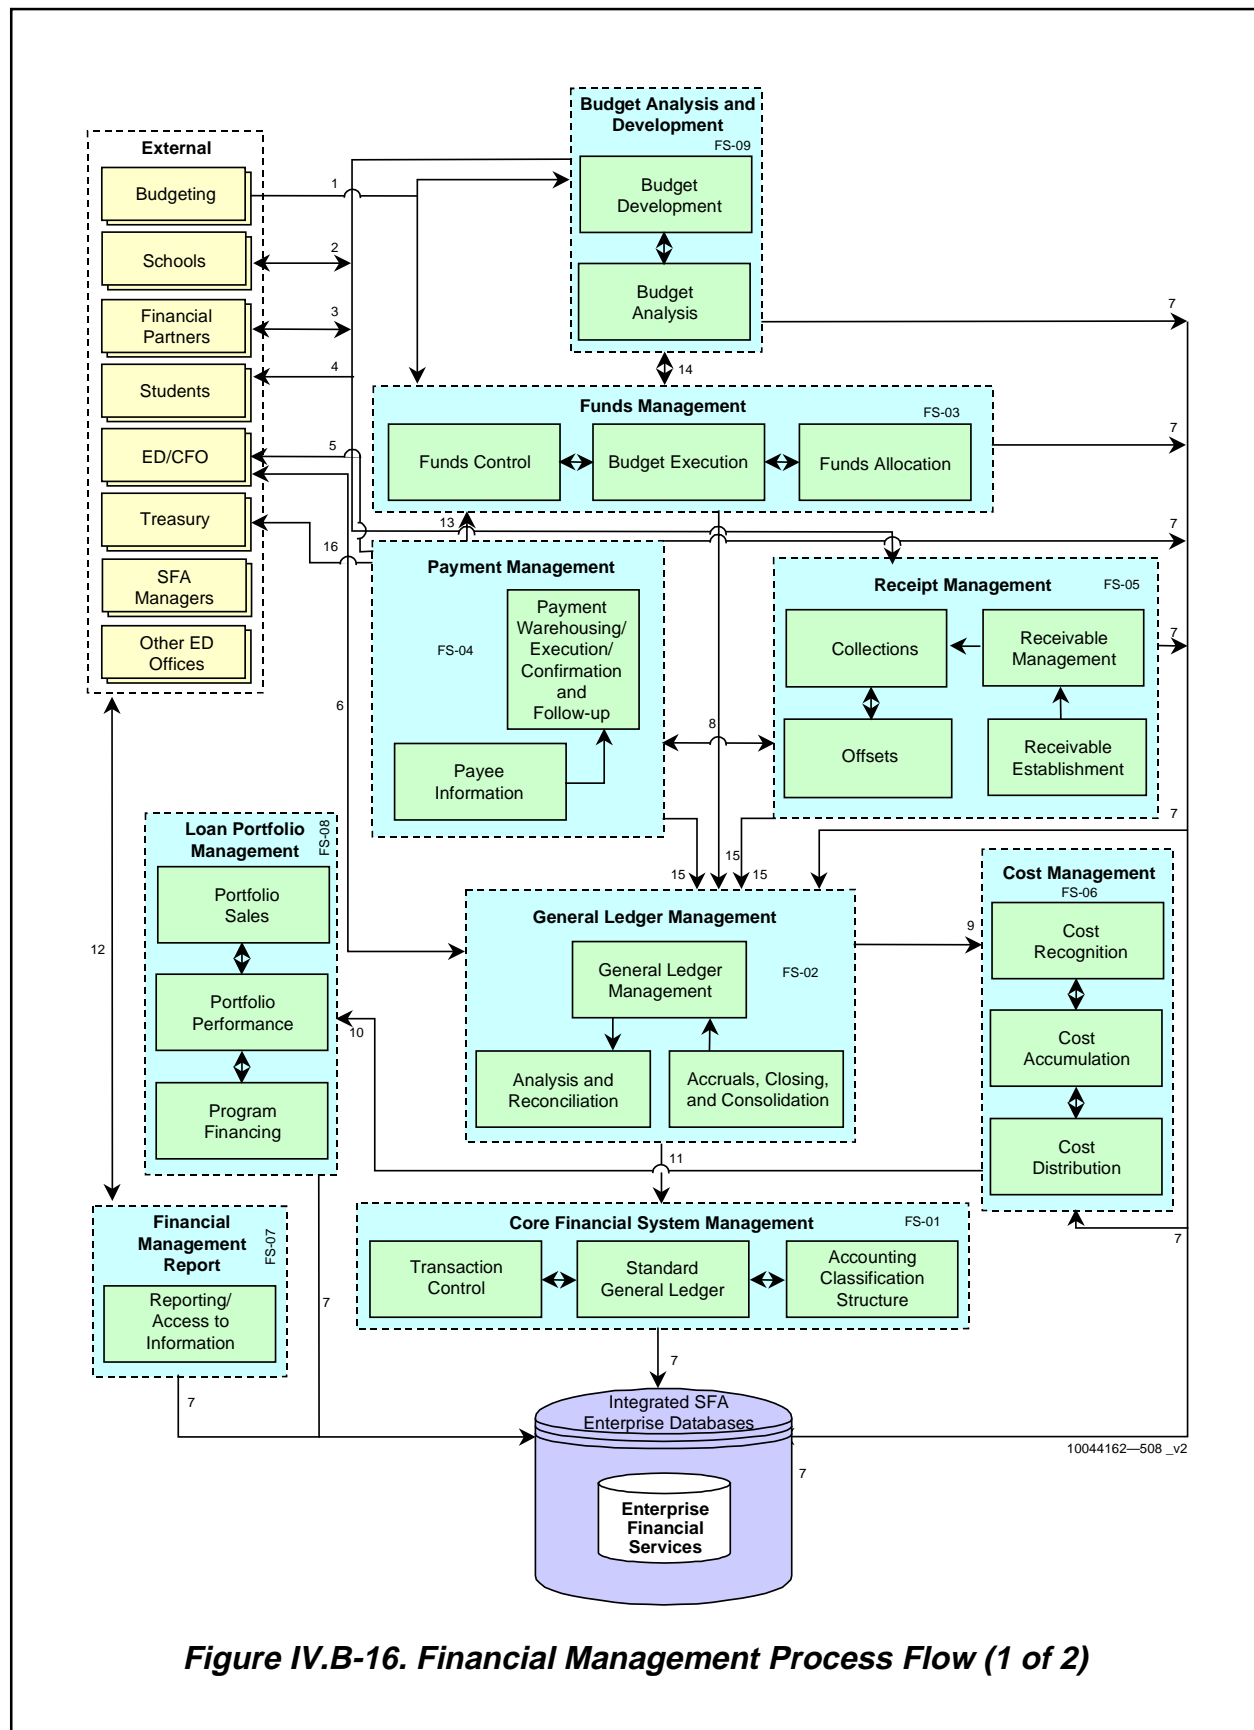 Budget Analysis and
Development
FS-09
Budget
Development
Budget
Analysis
External
Budgeting
Schools
Financial
Partners
Students
ED/CFO
Treasury
SFA
Managers
Other ED
Offices
1
2
3
4
5
16
6
12
7
14
Funds Management
FS-03
Funds Control
Budget Execution
Funds Allocation
7
13
7
Payment Management
FS-04
Payment
Warehousing/
Execution/
Confirmation
and
Follow-up
Payee
Information
8
Receipt Management
FS-05
Collections
Receivable
Management
Offsets
Receivable
Establishment
7
7
15
15
15
Loan Portfolio
Management
FS-08
Portfolio
Sales
Portfolio
Performance
Program
Financing
10
General Ledger Management
FS-02
General Ledger
Management
Analysis and
Reconciliation
Accruals, Closing,
and Consolidation
9
Cost Management
FS-06
Cost
Recognition
Cost
Accumulation
Cost
Distribution
7
11
Financial
Management
Report
FS-07
Reporting/
Access to
Information
7
7
Core Financial System Management
FS-01
Transaction
Control
Standard
General Ledger
Accounting
Classification
Structure
7
Integrated SFA
Enterprise Databases
Enterprise
Financial
Services
7
10044162—508 _v2
Figure IV.B-16. Financial Management Process Flow (1 of 2)